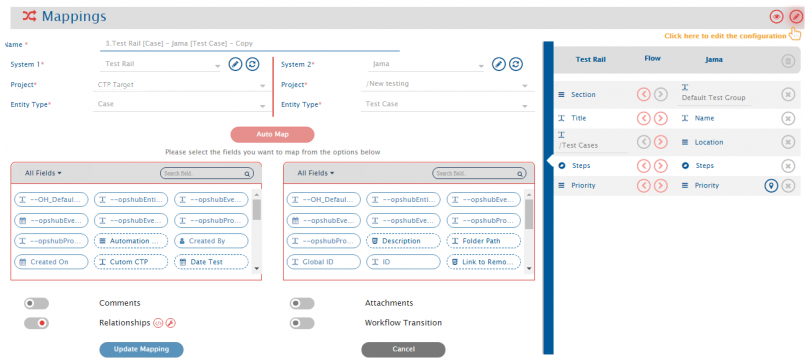 Mappings
Click here to edit the configuration
Name *
5.Test Rail [Case] - Jama [Test Case] - Copy
System 1*
Test Rail
System 2*
Jama
Project*
CTP Target
Project*
/New testing
Entity Type*
Case
Entity Type*
Test Case
Auto Map
Please select the fields you want to map from the options below
All Fields
Search field..
--OH_Defaul...
--opshubEnti...
--opshubEve...
--opshubEve...
--opshubEve...
--opshubPro...
--opshubPro...
Automation ...
Created By
Created On
Cutom CTP
Date Test
All Fields
Search field..
--OH_Defaul...
--opshubEnti...
--opshubEve...
--opshubEve...
--opshubEve...
--opshubPro...
--opshubPro...
Description
Folder Path
Global ID
ID
Link to Remo...
Comments
Attachments
Relationships
Workflow Transition
Update Mapping
Cancel
Test Rail
Flow
Jama
Section
Default Test Group
Title
Name
/Test Cases
Location
Steps
Steps
Priority
Priority